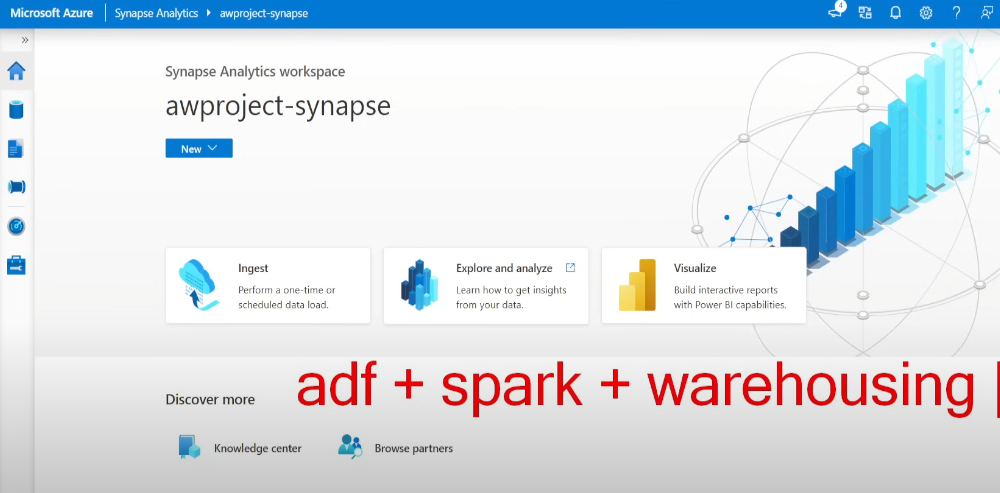 Microsoft Azure
Synapse Analytics
awproject-synapse
4
?
»
Synapse Analytics workspace
awproject-synapse
New
Ingest
Perform a one-time or
scheduled data load.
Explore and analyze
Learn how to get insights
from your data.
Visualize
Build interactive reports
with Power BI capabilities.
adf + spark + warehousing |
Discover more
Knowledge center
Browse partners